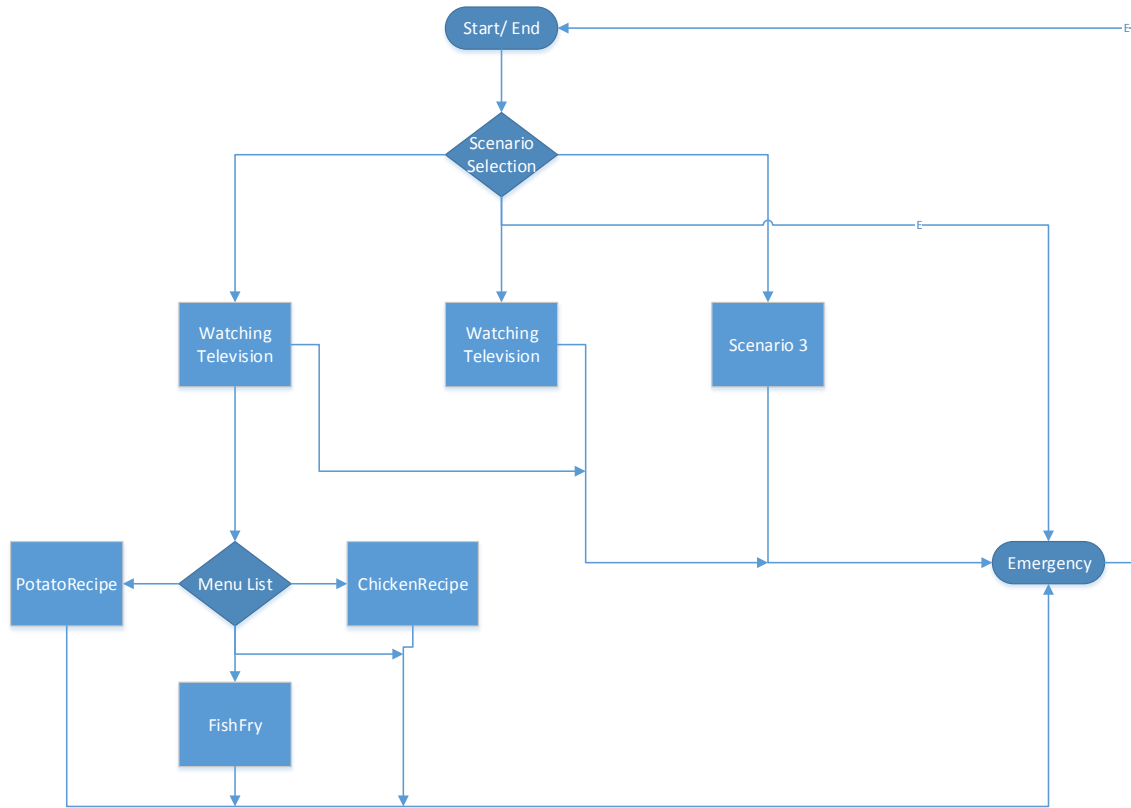 Start/ End
E
Scenario
Selection
E
Watching
Television
Watching
Television
Scenario 3
PotatoRecipe
Menu List
ChickenRecipe
Emergency
FishFry